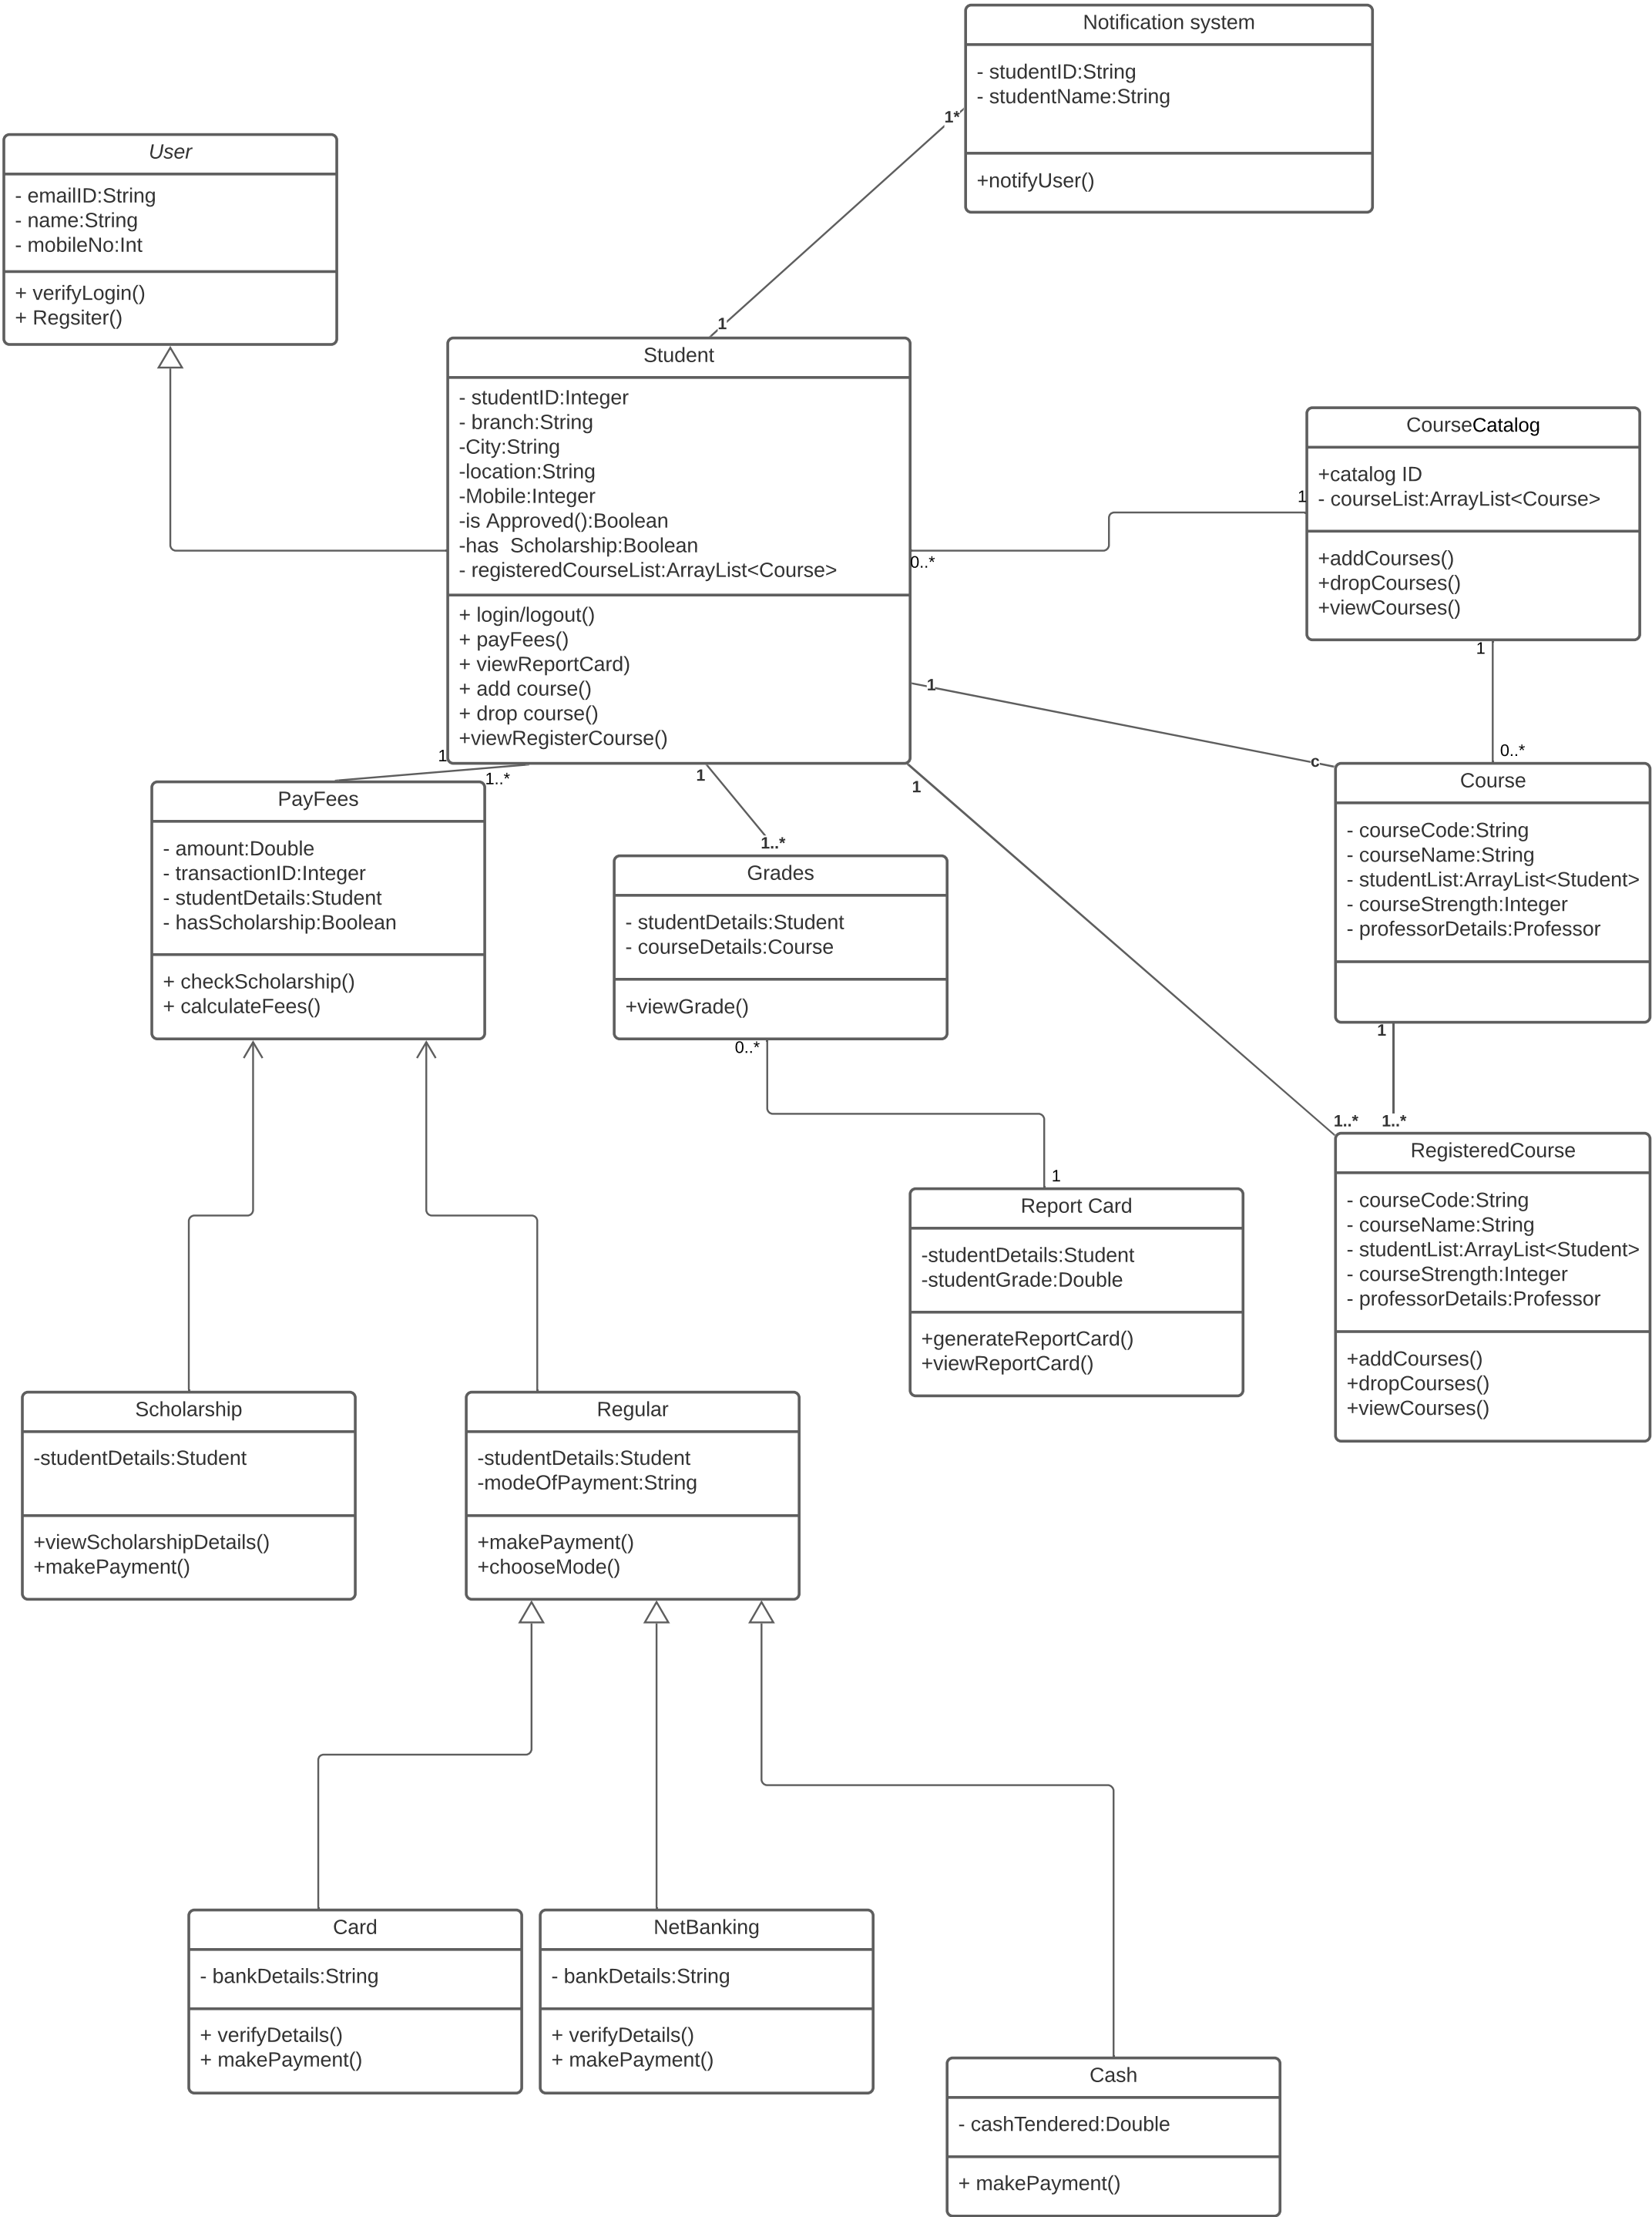 Notification system
- studentID:String
- studentName:String
+notifyUser()
1*
User
- emailID:String
- name:String
- mobileNo:Int
+ verifyLogin()
+ Regsiter()
1
Student
- studentID:Integer
- branch:String
-City:String
-location:String
-Mobile:Integer
-is Approved():Boolean
-has  Scholarship:Boolean
- registeredCourseList:ArrayList<Course>
+ login/logout()
+ payFees()
+ viewReportCard)
+ add course()
+ drop course()
+viewRegisterCourse()
CourseCatalog
+catalog ID
- courseList:ArrayList<Course>
+addCourses()
+dropCourses()
+viewCourses()
1
0..*
1
0..*
1
c
1
1..*
1
1..*
1
PayFees
- amount:Double
- transactionID:Integer
- studentDetails:Student
- hasScholarship:Boolean
+ checkScholarship()
+ calculateFees()
Grades
- studentDetails:Student
- courseDetails:Course
+viewGrade()
0..*
Course
- courseCode:String
- courseName:String
- studentList:ArrayList<Student>
- courseStrength:Integer
- professorDetails:Professor
1
1..*
1..*
1
Report Card
-studentDetails:Student
-studentGrade:Double
+generateReportCard()
+viewReportCard()
RegisteredCourse
- courseCode:String
- courseName:String
- studentList:ArrayList<Student>
- courseStrength:Integer
- professorDetails:Professor
+addCourses()
+dropCourses()
+viewCourses()
Scholarship
-studentDetails:Student
+viewScholarshipDetails()
+makePayment()
Regular
-studentDetails:Student
-modeOfPayment:String
+makePayment()
+chooseMode()
Card
- bankDetails:String
+ verifyDetails()
+ makePayment()
NetBanking
- bankDetails:String
+ verifyDetails()
+ makePayment()
Cash
- cashTendered:Double
+ makePayment()